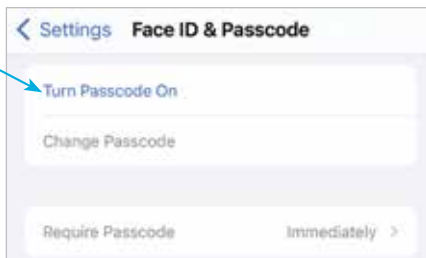 Settings Face ID & Passcode
Turn Passcode On
Change Passcode
Require Passcode Immediately